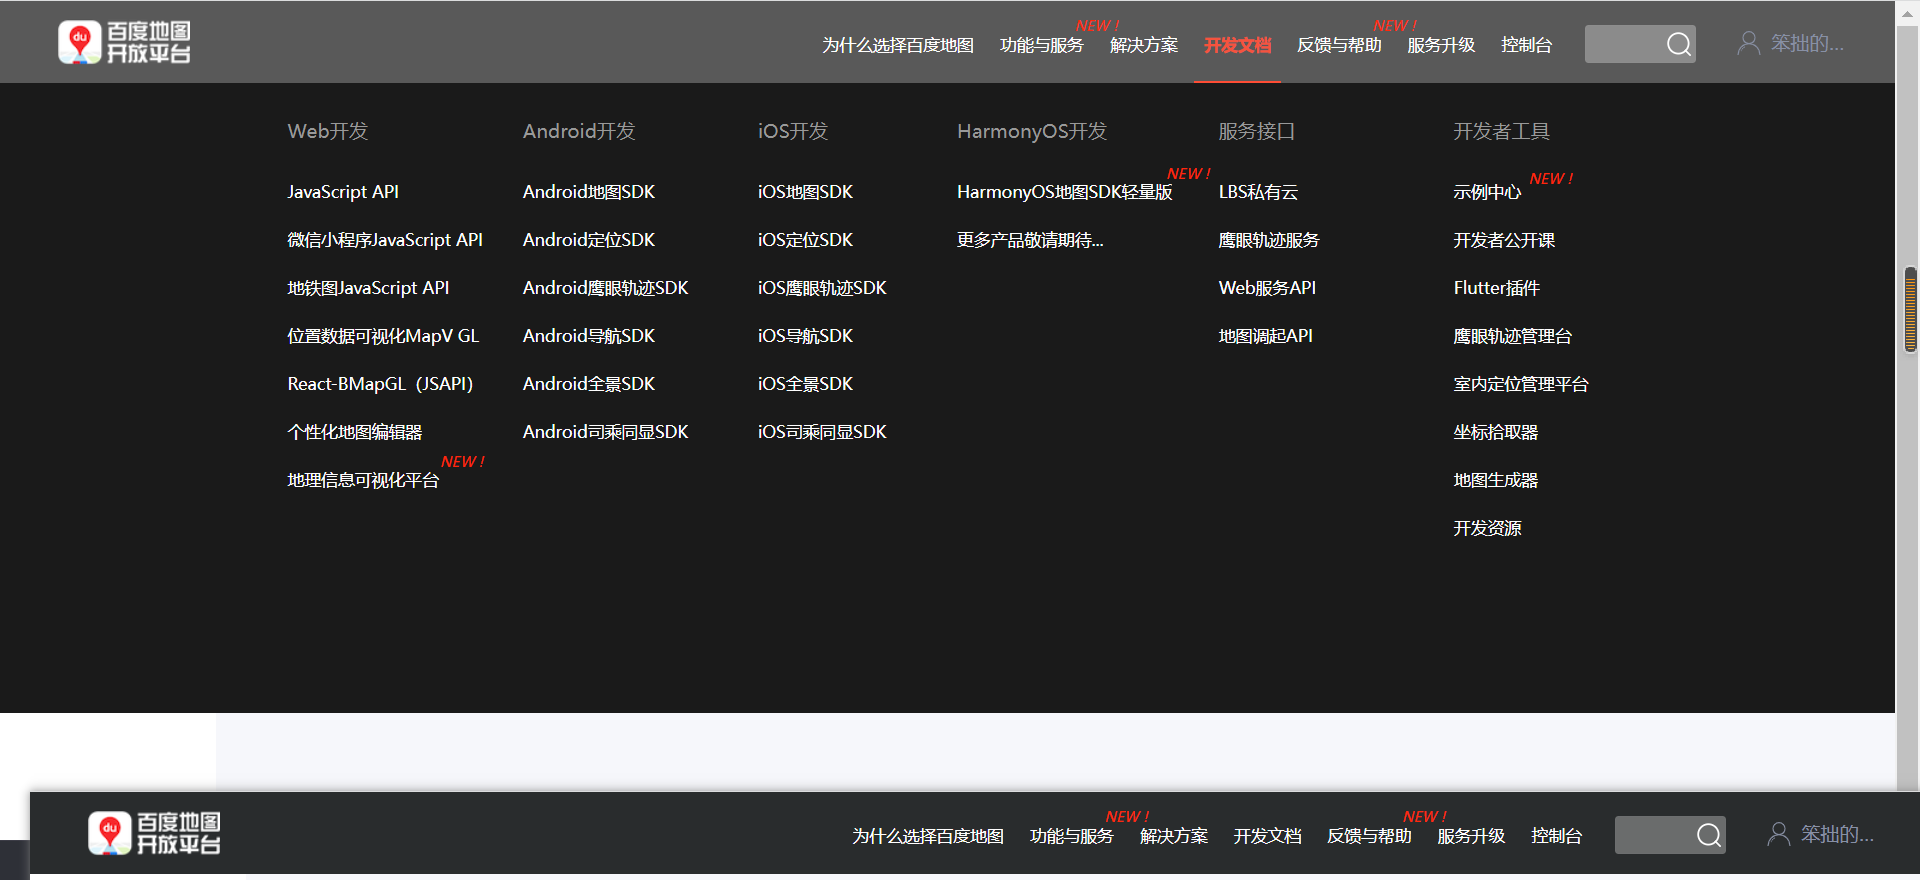 du 百度地图
开放平台
为什么选择百度地图 功能与服务 NEW ! 解决方案 开发文档 反馈与帮助 NEW ! 服务升级 控制台 笨拙的...
Web开发
JavaScript API
微信小程序JavaScript API
地铁图JavaScript API
位置数据可视化MapV GL
React-BMapGL（JSAPI）
个性化地图编辑器
地理信息可视化平台 NEW !
Android开发
Android地图SDK
Android定位SDK
Android鹰眼轨迹SDK
Android导航SDK
Android全景SDK
Android司乘同显SDK
iOS开发
iOS地图SDK
iOS定位SDK
iOS鹰眼轨迹SDK
iOS导航SDK
iOS全景SDK
iOS司乘同显SDK
HarmonyOS开发
HarmonyOS地图SDK轻量版 NEW !
更多产品敬请期待...
服务接口
LBS私有云
鹰眼轨迹服务
Web服务API
地图调起API
开发者工具
示例中心 NEW !
开发者公开课
Flutter插件
鹰眼轨迹管理台
室内定位管理平台
坐标拾取器
地图生成器
开发资源
du 百度地图
开放平台
为什么选择百度地图 功能与服务 NEW ! 解决方案 开发文档 反馈与帮助 NEW ! 服务升级 控制台 笨拙的...